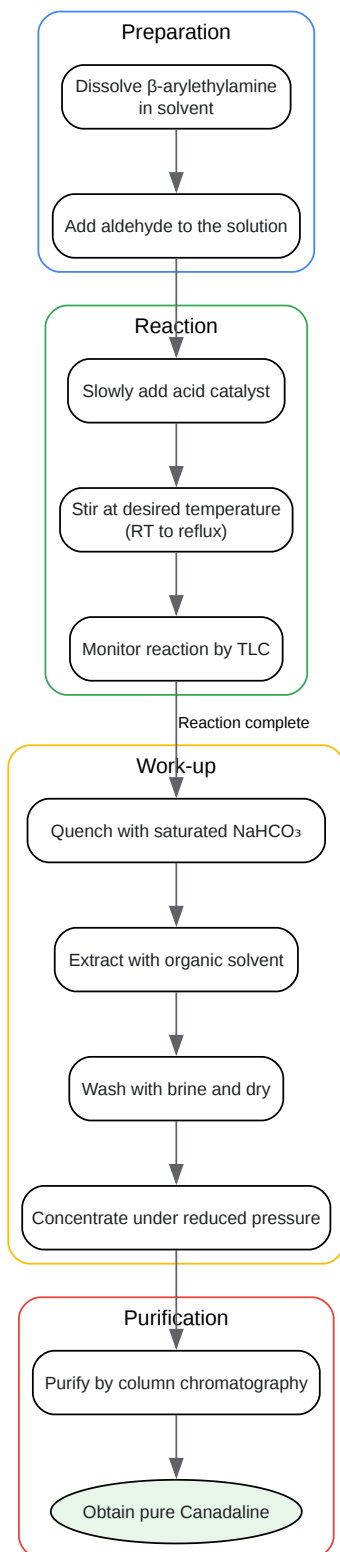 Preparation
Dissolve β-arylethylamine
in solvent
Add aldehyde to the solution
Reaction
Slowly add acid catalyst
Stir at desired temperature
(RT to reflux)
Monitor reaction by TLC
Reaction complete
Work-up
Quench with saturated NaHCO₃
Extract with organic solvent
Wash with brine and dry
Concentrate under reduced pressure
Purification
Purify by column chromatography
Obtain pure Canadaline